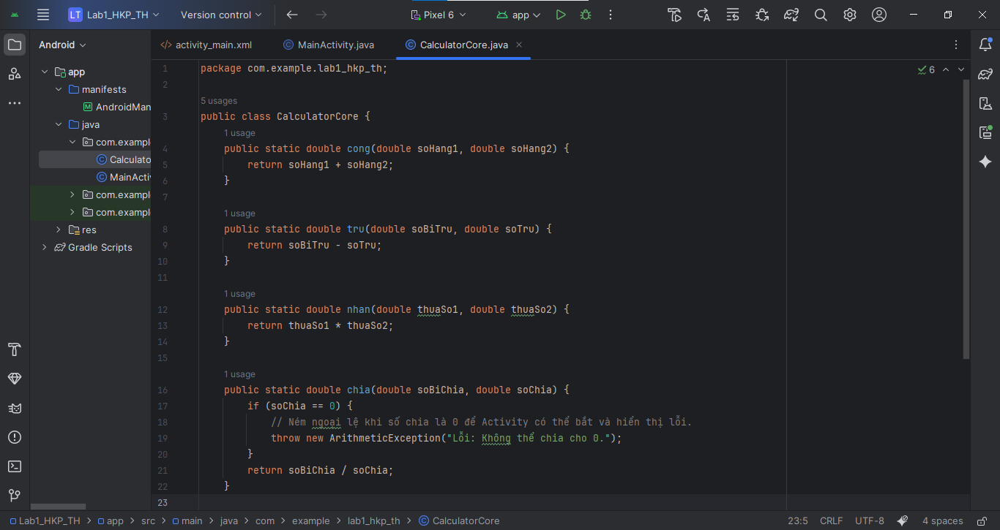 LT Lab1_HKP_TH Version control Pixel 6 app
Android
activity_main.xml MainActivity.java CalculatorCore.java
app
manifests
AndroidMan
java
com.exampl
Calculato
MainActiv
com.exampl
com.exampl
res
Gradle Scripts
6
1 package com.example.lab1_hkp_th;
2
5 usages
3 public class CalculatorCore {
1 usage
4 public static double cong(double soHang1, double soHang2) {
5 return soHang1 + soHang2;
6 }
7
1 usage
8 public static double tru(double soBiTru, double soTru) {
9 return soBiTru - soTru;
10 }
11
1 usage
12 public static double nhan(double thuaSo1, double thuaSo2) {
13 return thuaSo1 * thuaSo2;
14 }
15
1 usage
16 public static double chia(double soBiChia, double soChia) {
17 if (soChia == 0) {
18 // Ném ngoại lệ khi số chia là 0 để Activity có thể bắt và hiển thị lỗi.
19 throw new ArithmeticException("Lỗi: Không thể chia cho 0.");
20 }
21 return soBiChia / soChia;
22 }
23
Lab1_HKP_TH > app > src > main > java > com > example > lab1_hkp_th > CalculatorCore 23:5 CRLF UTF-8 4 spaces